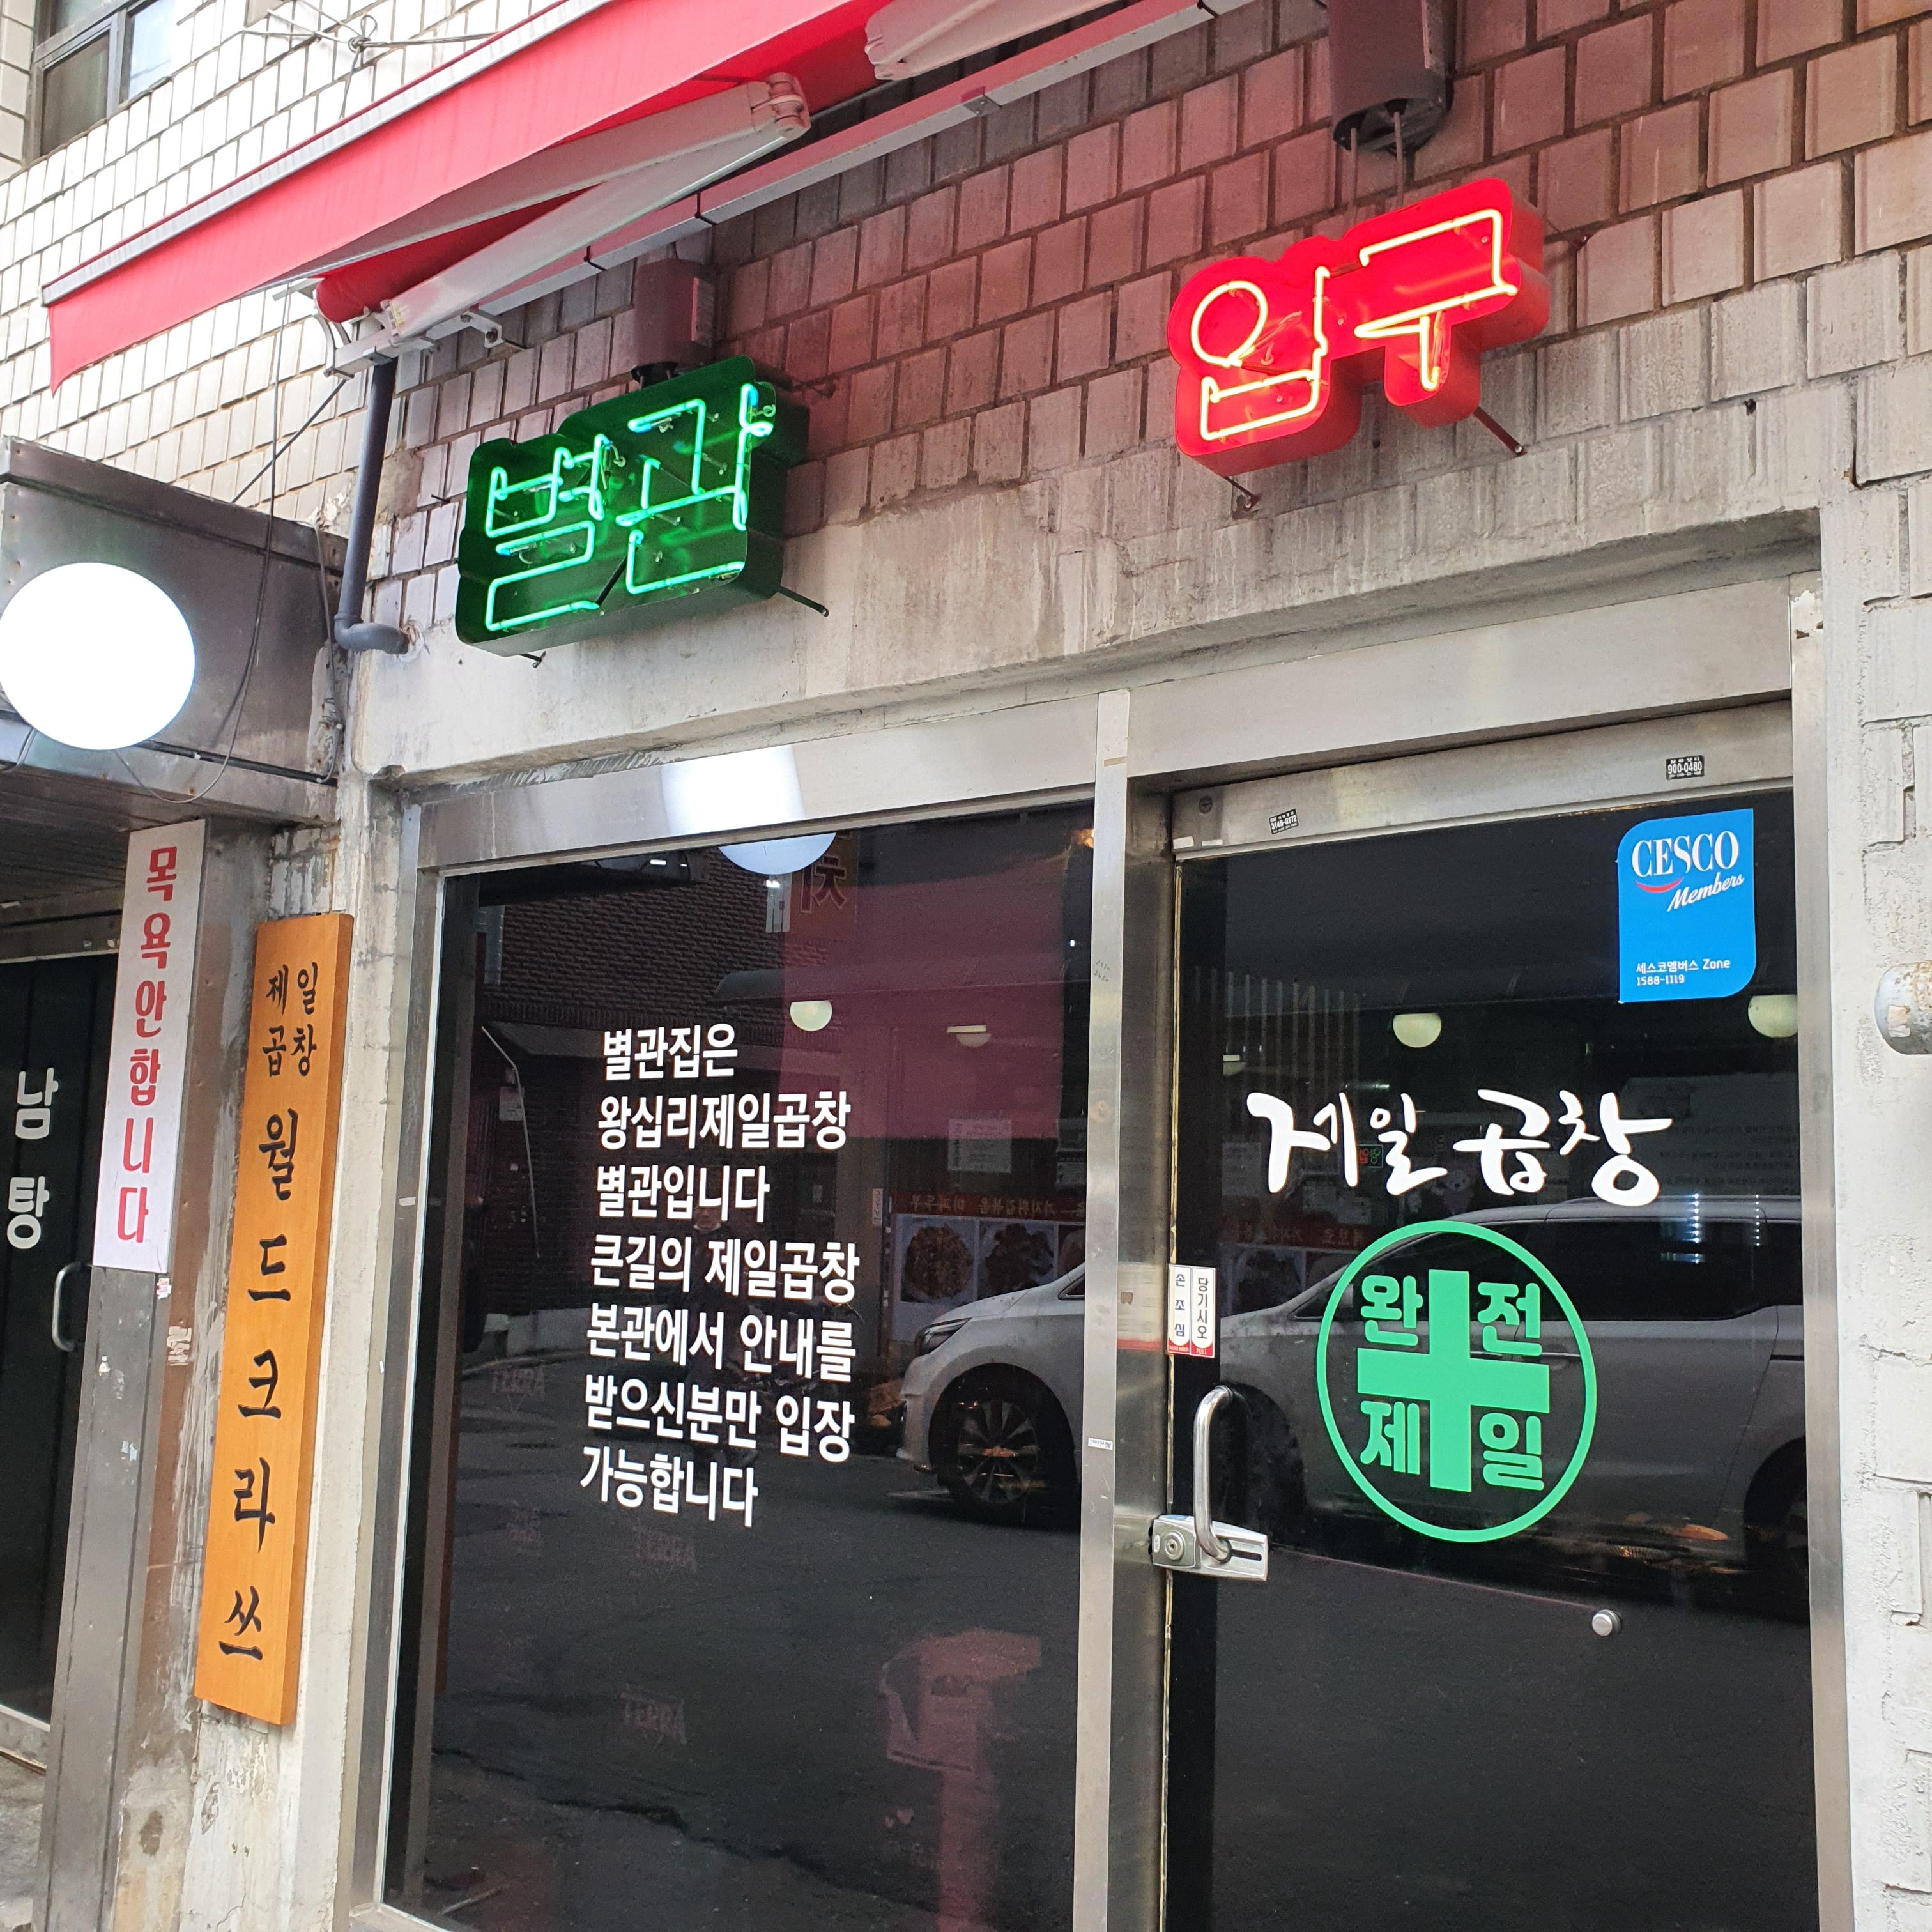 별관
입구
목욕안합니다
남탕
제일
곱창
월드크라쓰
별관집은
왕십리제일곱창
별관입니다
큰길의 제일곱창
본관에서 안내를
받으신분만 입장
가능합니다
900-0480
CESCO
Members
세스코멤버스 Zone
1588-1119
제일 곱창
손조심
당기시오
PULL
완전
제일